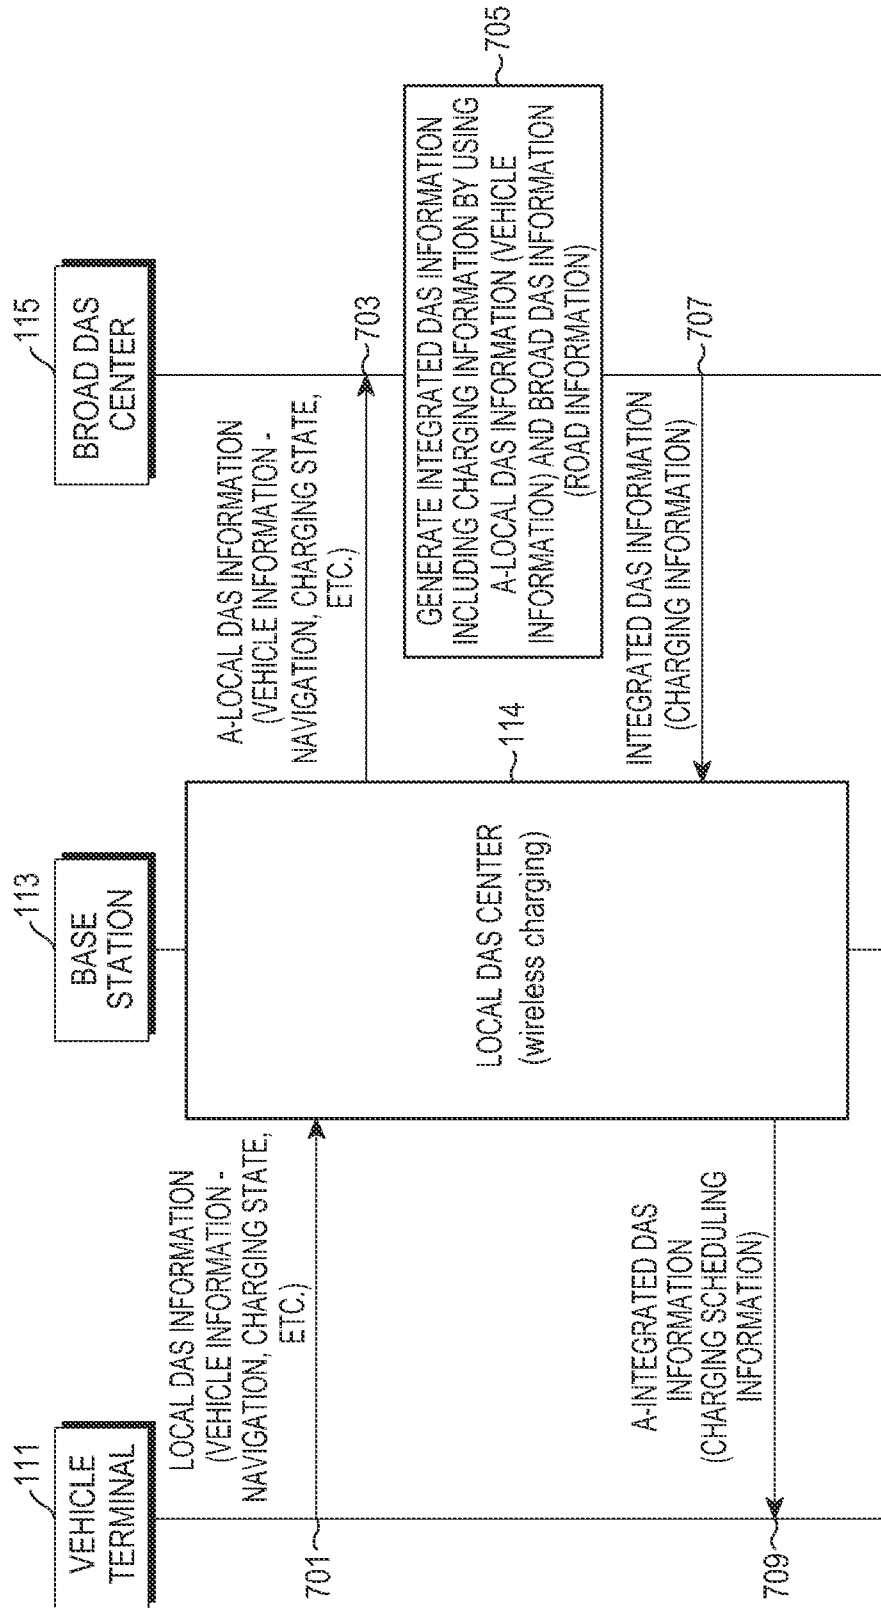 111
VEHICLE
TERMINAL
113
BASE
STATION
115
BROAD DAS
CENTER
LOCAL DAS INFORMATION
(VEHICLE INFORMATION -
NAVIGATION, CHARGING STATE,
ETC.)
701
A-LOCAL DAS INFORMATION
(VEHICLE INFORMATION -
NAVIGATION, CHARGING STATE,
ETC.)
703
GENERATE INTEGRATED DAS INFORMATION
INCLUDING CHARGING INFORMATION BY USING
A-LOCAL DAS INFORMATION (VEHICLE
INFORMATION) AND BROAD DAS INFORMATION
(ROAD INFORMATION)
705
LOCAL DAS CENTER
(wireless charging)
114
INTEGRATED DAS INFORMATION
(CHARGING INFORMATION)
707
A-INTEGRATED DAS
INFORMATION
(CHARGING SCHEDULING
INFORMATION)
709